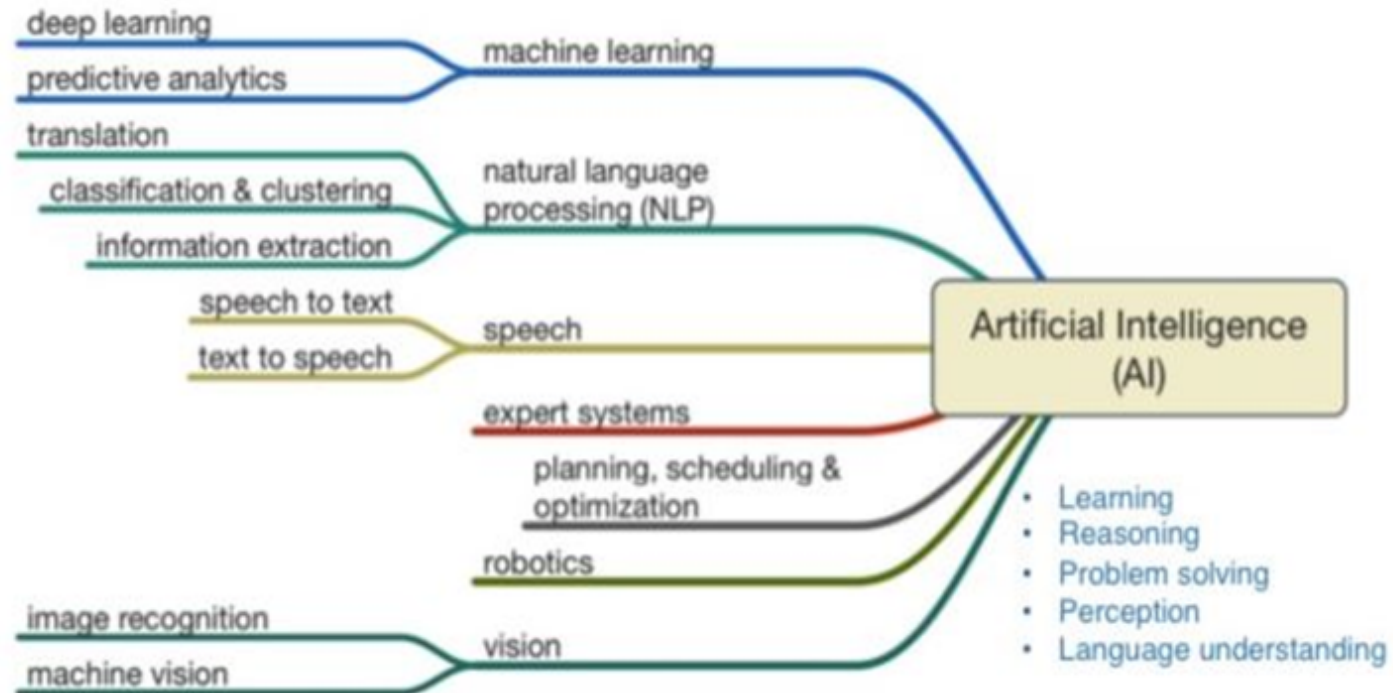 deep learning
predictive analytics
machine learning
translation
classification & clustering
information extraction
natural language
processing (NLP)
speech to text
text to speech
speech
expert systems
planning, scheduling &
optimization
robotics
image recognition
machine vision
vision
Artificial Intelligence
(AI)
• Learning
• Reasoning
• Problem solving
• Perception
• Language understanding